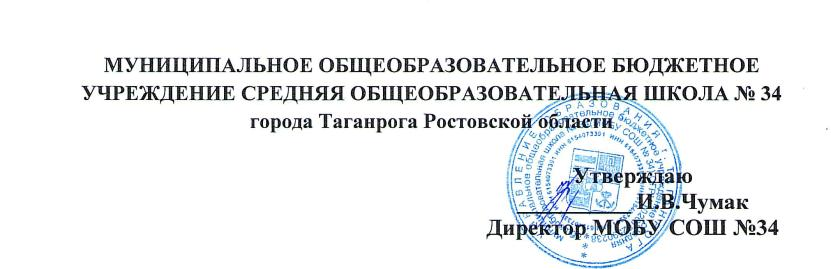 МУНИЦИПАЛЬНОЕ ОБЩЕОБРАЗОВАТЕЛЬНОЕ БЮДЖЕТНОЕ
УЧРЕЖДЕНИЕ СРЕДНЯЯ ОБЩЕОБРАЗОВАТЕЛЬНАЯ ШКОЛА № 34
города Таганрога Ростовской области
Утверждаю
И.В.Чумак
Директор МОБУ СОШ №34